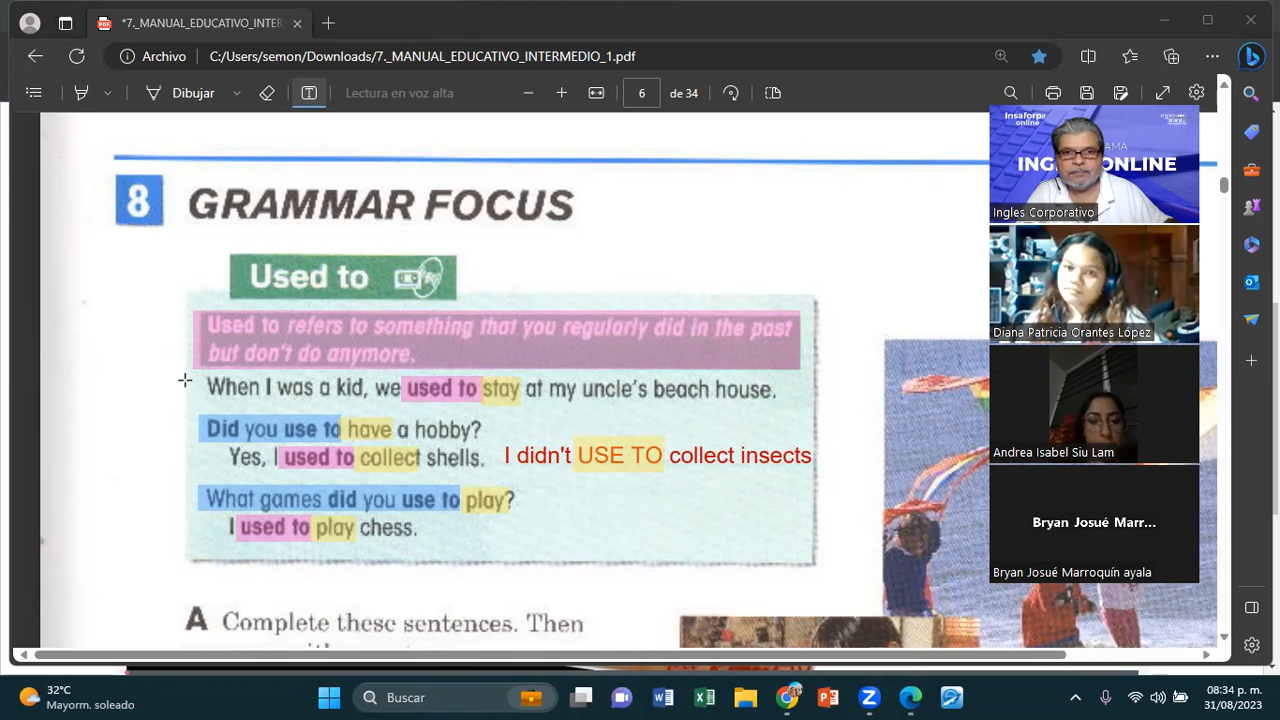 *7._MANUAL_EDUCATIVO_INTER
Archivo C:/Users/semon/Downloads/7._MANUAL_EDUCATIVO_INTERMEDIO_1.pdf
Dibujar Lectura en voz alta 6 de 34
8 GRAMMAR FOCUS
Used to
Used to refers to something that you regularly did in the past
but don't do anymore.
When I was a kid, we used to stay at my uncle's beach house.
Did you use to have a hobby?
Yes, I used to collect shells. I didn't USE TO collect insects
What games did you use to play?
I used to play chess.
A Complete these sentences. Then
Insaforp
online
AMA
ING ONLINE
Ingles Corporativo
Diana Patricia Orantes López
Andrea Isabel Siu Lam
Bryan Josué Marr...
Bryan Josué Marroquín ayala
32°C
Mayorm. soleado
Buscar
08:34 p. m.
31/08/2023